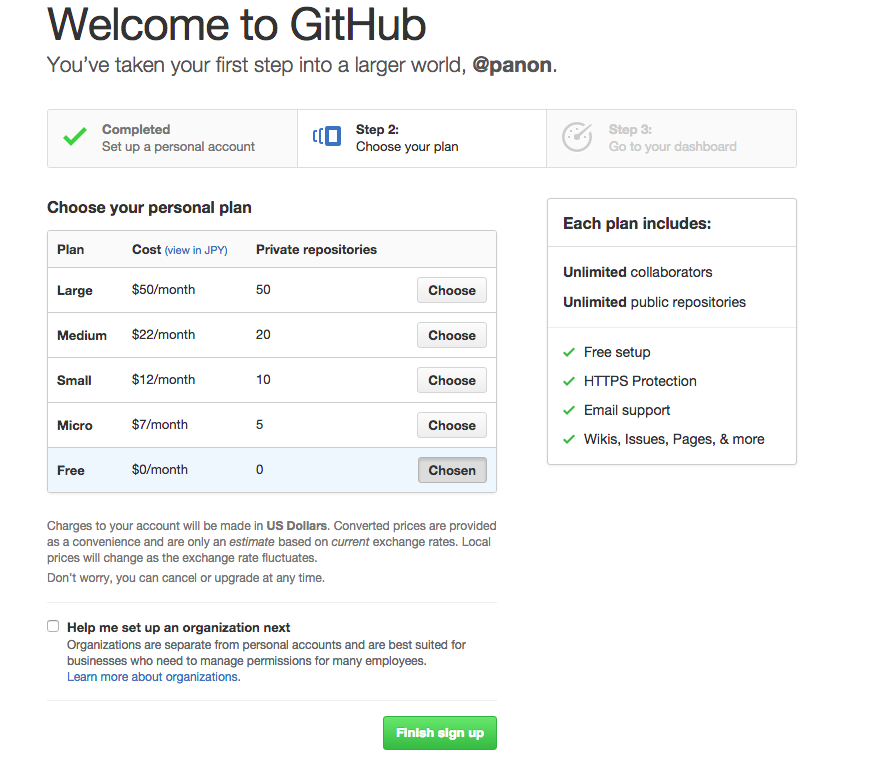 Welcome to GitHub
You've taken your first step into a larger world, @panon.
Completed
Set up a personal account
Step 2:
Choose your plan
Step 3:
Go to your dashboard
Choose your personal plan
Plan Cost (view in JPY) Private repositories
Large $50/month 50 Choose
Medium $22/month 20 Choose
Small $12/month 10 Choose
Micro $7/month 5 Choose
Free $0/month 0 Chosen
Charges to your account will be made in US Dollars. Converted prices are provided
as a convenience and are only an estimate based on current exchange rates. Local
prices will change as the exchange rate fluctuates.
Don't worry, you can cancel or upgrade at any time.
Help me set up an organization next
Organizations are separate from personal accounts and are best suited for
businesses who need to manage permissions for many employees.
Learn more about organizations.
Finish sign up
Each plan includes:
Unlimited collaborators
Unlimited public repositories
Free setup
HTTPS Protection
Email support
Wikis, Issues, Pages, & more